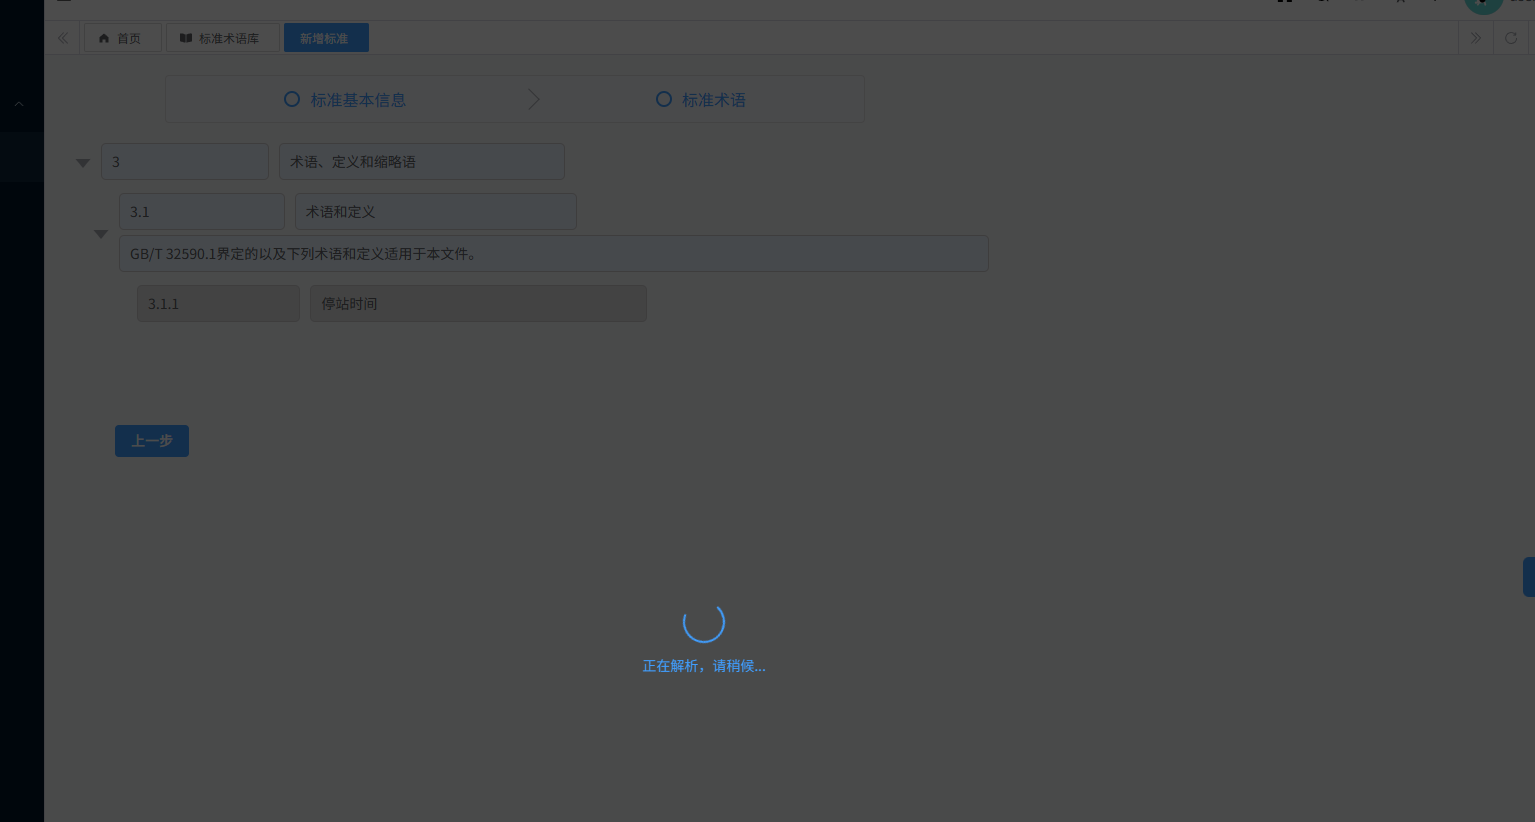 首页
标准术语库
新增标准
标准基本信息
标准术语
3
术语、定义和缩略语
3.1
术语和定义
GB/T 32590.1界定的以及下列术语和定义适用于本文件。
3.1.1
停站时间
上一步
正在解析，请稍候...